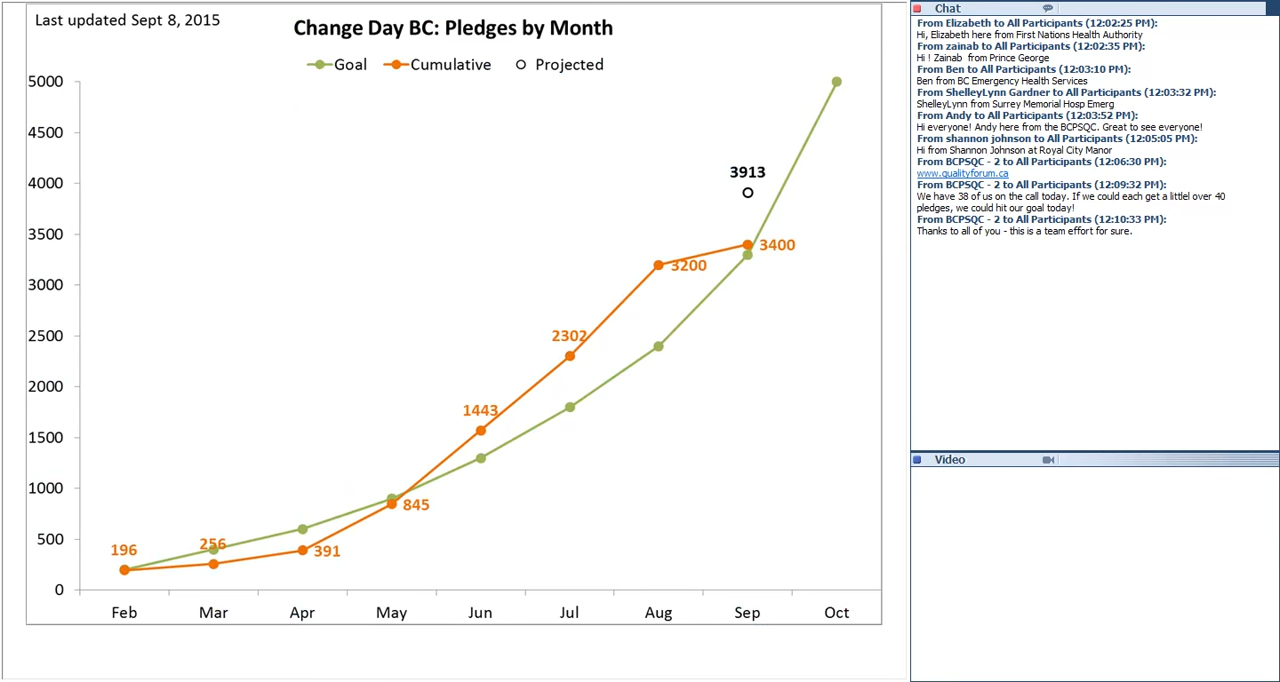 Last updated Sept 8, 2015
Change Day BC: Pledges by Month
Goal Cumulative Projected
5000
4500
4000
3500
3000
2500
2000
1500
1000
500
0
196
256
391
845
1443
2302
3200
3400
3913
Feb Mar Apr May Jun Jul Aug Sep Oct
Chat
From Elizabeth to All Participants (12:02:25 PM):
Hi, Elizabeth here from First Nations Health Authority
From zainab to All Participants (12:02:35 PM):
Hi ! Zainab from Prince George
From Ben to All Participants (12:03:10 PM):
Ben from BC Emergency Health Services
From ShelleyLynn Gardner to All Participants (12:03:32 PM):
ShelleyLynn from Surrey Memorial Hosp Emerg
From Andy to All Participants (12:03:52 PM):
Hi everyone! Andy here from the BCPSQC. Great to see everyone!
From shannon johnson to All Participants (12:05:05 PM):
Hi from Shannon Johnson at Royal City Manor
From BCPSQC - 2 to All Participants (12:06:30 PM):
www.qualityforum.ca
From BCPSQC - 2 to All Participants (12:09:32 PM):
We have 38 of us on the call today. If we could each get a littlel over 40
pledges, we could hit our goal today!
From BCPSQC - 2 to All Participants (12:10:33 PM):
Thanks to all of you - this is a team effort for sure.
Video